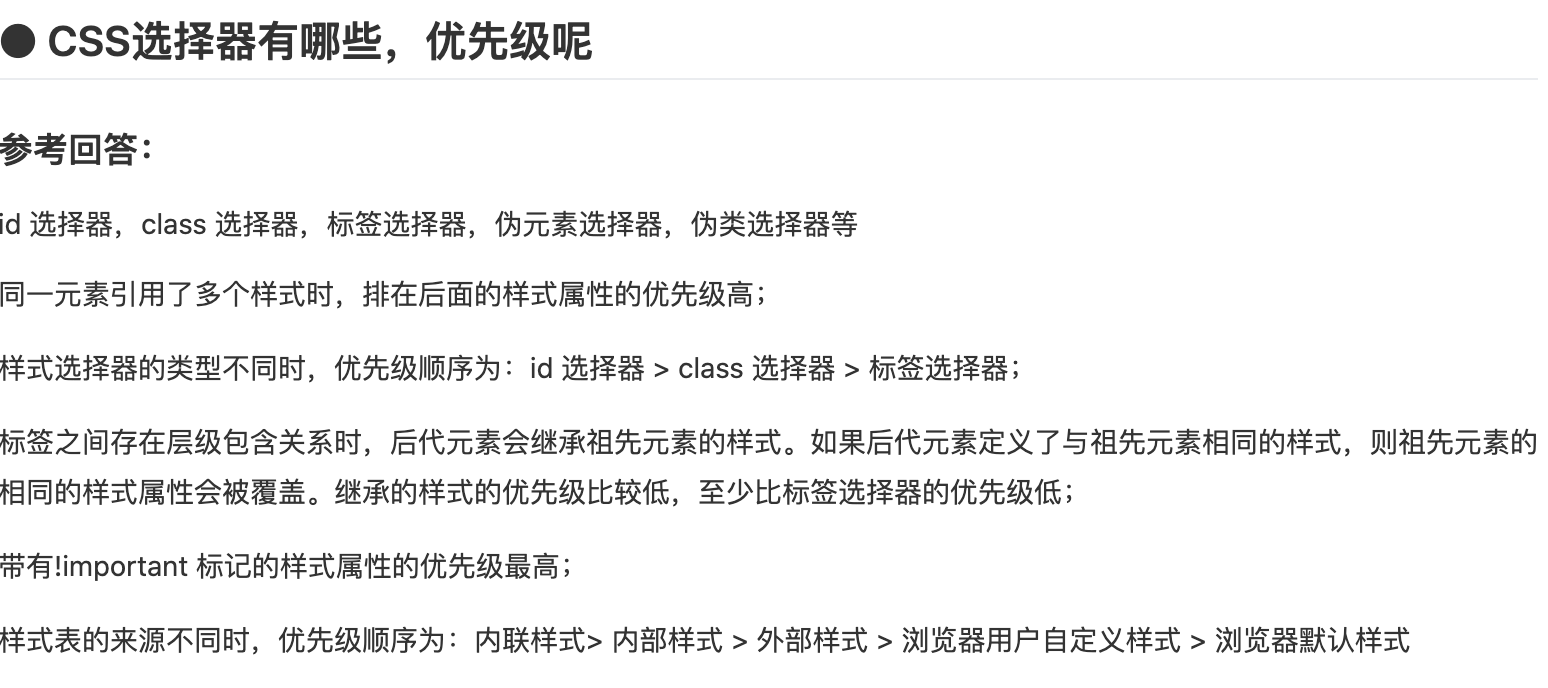 ● CSS选择器有哪些，优先级呢
参考回答：
id 选择器，class 选择器，标签选择器，伪元素选择器，伪类选择器等
同一元素引用了多个样式时，排在后面的样式属性的优先级高；
样式选择器的类型不同时，优先级顺序为：id 选择器 > class 选择器 > 标签选择器；
标签之间存在层级包含关系时，后代元素会继承祖先元素的样式。如果后代元素定义了与祖先元素相同的样式，则祖先元素的
相同的样式属性会被覆盖。继承的样式的优先级比较低，至少比标签选择器的优先级低；
带有!important 标记的样式属性的优先级最高；
样式表的来源不同时，优先级顺序为：内联样式> 内部样式 > 外部样式 > 浏览器用户自定义样式 > 浏览器默认样式